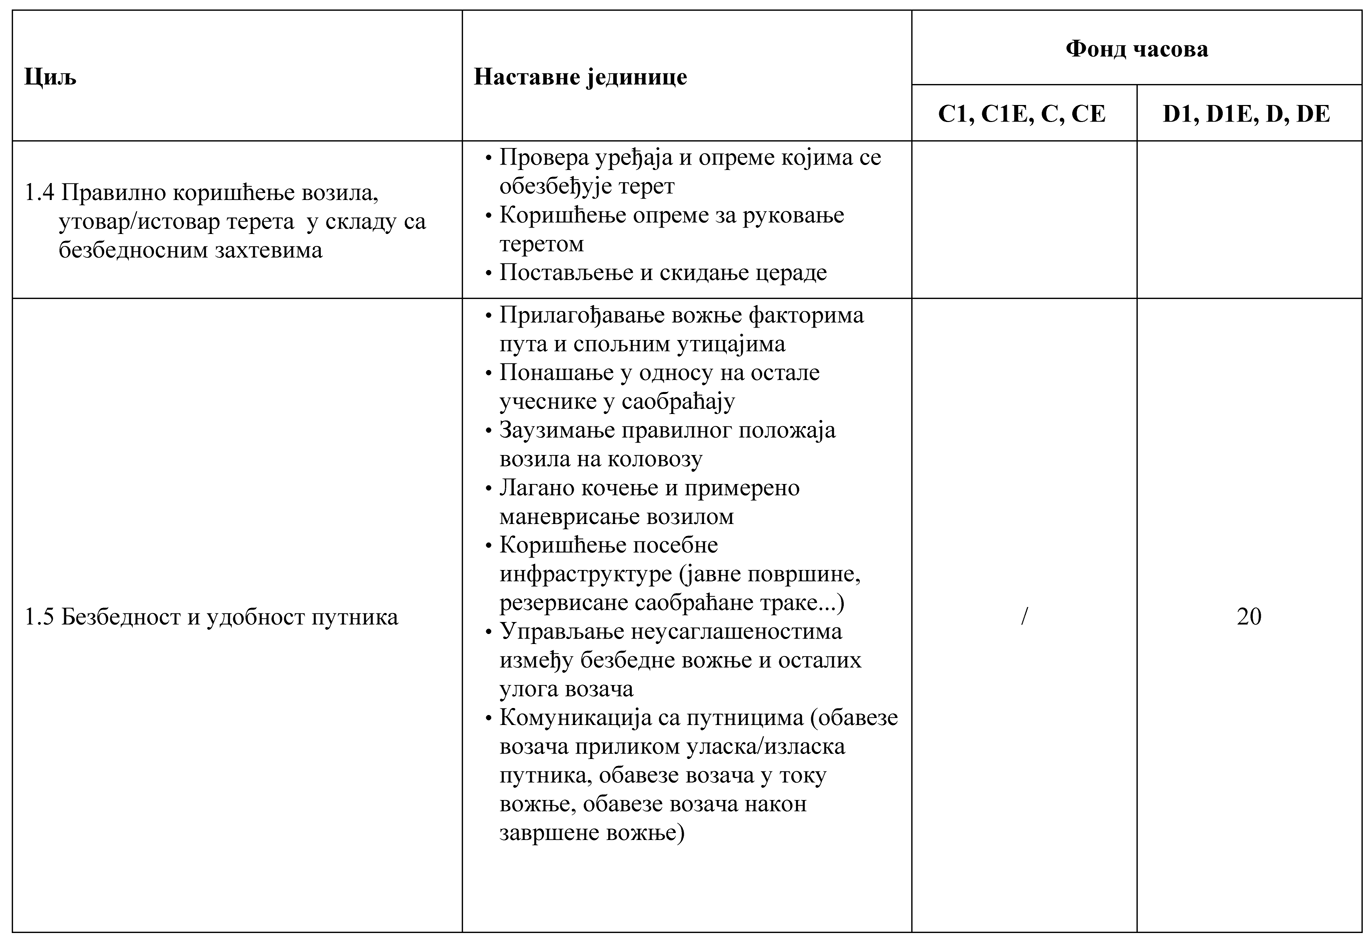 Циљ
Наставне јединице
Фонд часова
C1, C1E, C, CE
D1, D1E, D, DE
1.4 Правилно коришћење возила,
утовар/истовар терета  у складу са
безбедносним захтевима
• Провера уређаја и опреме којима се
обезбеђује терет
• Коришћење опреме за руковање
теретом
• Постављење и скидање цераде
1.5 Безбедност и удобност путника
• Прилагођавање вожње факторима
пута и спољним утицајима
• Понашање у односу на остале
учеснике у саобраћају
• Заузимање правилног положаја
возила на коловозу
• Лагано кочење и примерено
маневрисање возилом
• Коришћење посебне
инфраструктуре (јавне површине,
резервисане саобраћане траке...)
• Управљање неусаглашеностима
између безбедне вожње и осталих
улога возача
• Комуникација са путницима (обавезе
возача приликом уласка/изласка
путника, обавезе возача у току
вожње, обавезе возача након
завршене вожње)
/
20